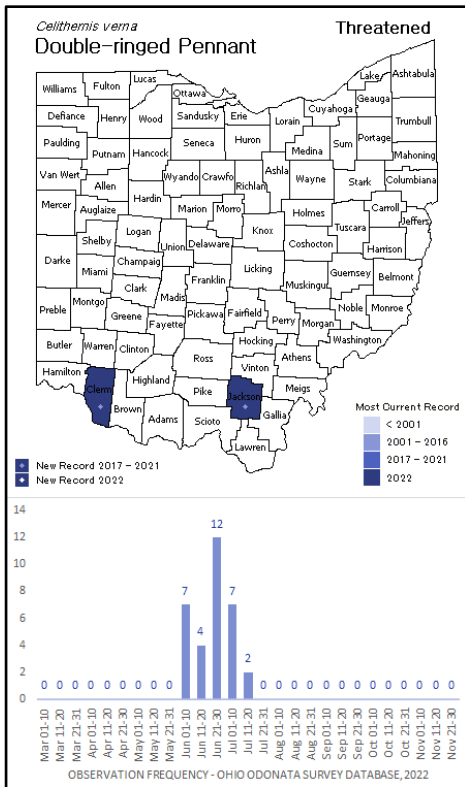 Celithemis verna
Double-ringed Pennant
Threatened
Williams Fulton Lucas Ottawa Lake Ashtabula
Defiance Henry Wood Sandusky Erie Lorain Cuyahoga Geauga Trumbull
Paulding Putnam Hancock Seneca Huron Medina Sum Portage Mahoning
Van Wert Allen Wyando Crawfo Richlan Ashla Wayne Stark Columbiana
Mercer Auglaize Hardin Marion Morro Holmes Tuscara Carroll Jeffers
Shelby Logan Union Delaware Knox Coshocton Harrison
Darke Miami Champaig Licking Muskingu Guernsey Belmont
Clark Madis Franklin
Preble Montgo Greene Fayette Pickawa Fairfield Perry Morgan Noble Monroe
Butler Warren Clinton Ross Hocking Athens Washington
Hamilton Clerm Highland Pike Vinton Meigs
Brown Adams Scioto Jackson Gallia
Lawren
New Record 2017 - 2021
New Record 2022
Most Current Record
< 2001
2001 - 2016
2017 - 2021
2022
14
12
10
8
6
4
2
0
0 0 0 0 0 0 0 0 0 7 4 12 7 2 0 0 0 0 0 0 0 0 0 0 0 0 0
Mar 01-10
Mar 11-20
Mar 21-31
Apr 01-10
Apr 11-20
Apr 21-30
May 01-10
May 11-20
May 21-31
Jun 01-10
Jun 11-20
Jun 21-30
Jul 01-10
Jul 11-20
Jul 21-31
Aug 01-10
Aug 11-20
Aug 21-31
Sep 01-10
Sep 11-20
Sep 21-30
Oct 01-10
Oct 11-20
Oct 21-31
Nov 01-10
Nov 11-20
Nov 21-30
OBSERVATION FREQUENCY - OHIO ODONATA SURVEY DATABASE, 2022